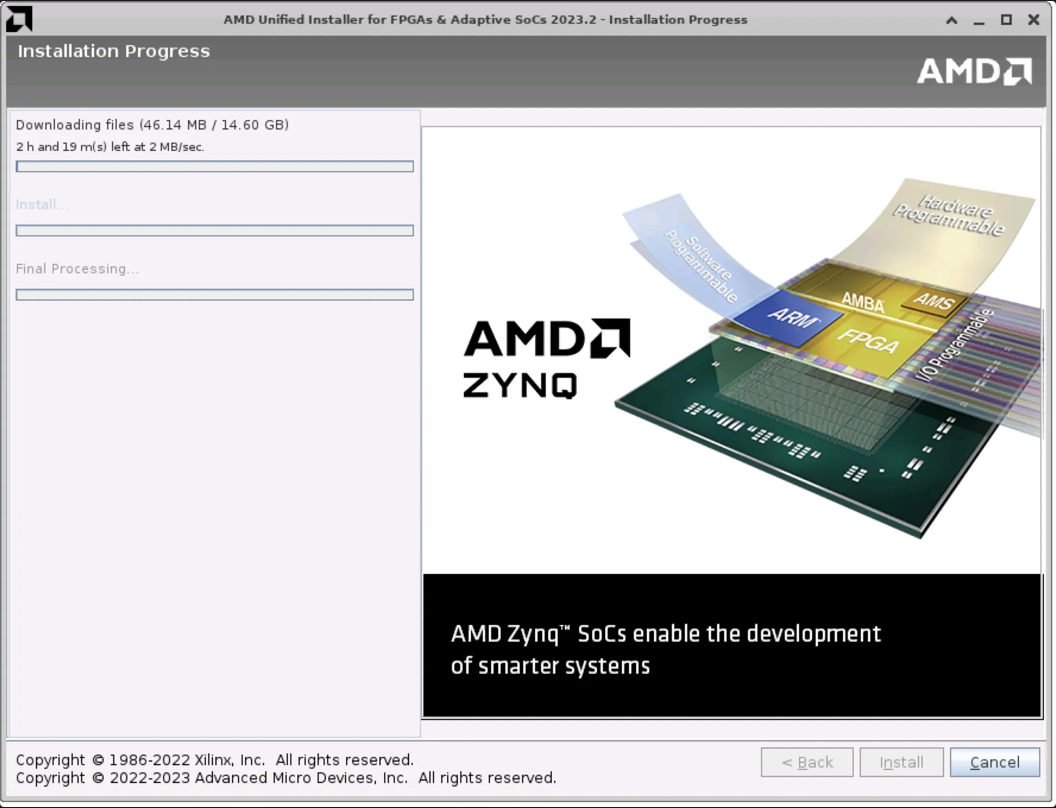 AMD Unified Installer for FPGAs & Adaptive SoCs 2023.2 - Installation Progress
Installation Progress
AMD
Downloading files (46.14 MB / 14.60 GB)
2 h and 19 m(s) left at 2 MB/sec.
Install...
Final Processing...
Software
Programmable
Hardware
Programmable
AMBA
AMS
ARM™
FPGA
I/O Programmable
AMD
ZYNQ
AMD Zynq™ SoCs enable the development
of smarter systems
Copyright © 1986-2022 Xilinx, Inc. All rights reserved.
Copyright © 2022-2023 Advanced Micro Devices, Inc. All rights reserved.
< Back
Install
Cancel